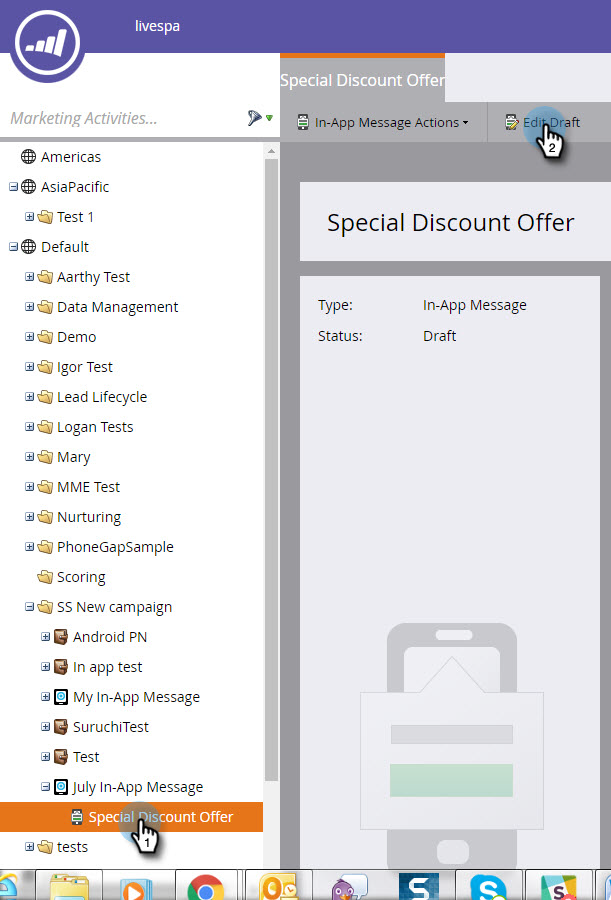 livespa
Special Discount Offer
Marketing Activities...
In-App Message Actions
Edit Draft
2
Americas
AsiaPacific
Test 1
Default
Aarthy Test
Data Management
Demo
Igor Test
Lead Lifecycle
Logan Tests
Mary
MME Test
Nurturing
PhoneGapSample
Scoring
SS New campaign
Android PN
In app test
My In-App Message
SuruchiTest
Test
July In-App Message
Special Discount Offer
1
tests
Special Discount Offer
Type: In-App Message
Status: Draft